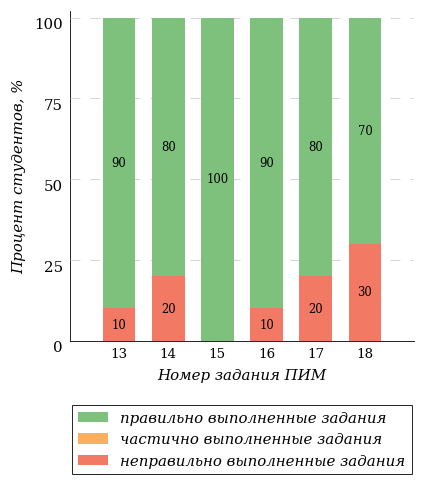 100
75
50
25
0
Процент студентов, %
90 80 100 90 80 70
10 20 10 20 30
13 14 15 16 17 18
Номер задания ПИМ
правильно выполненные задания
частично выполненные задания
неправильно выполненные задания